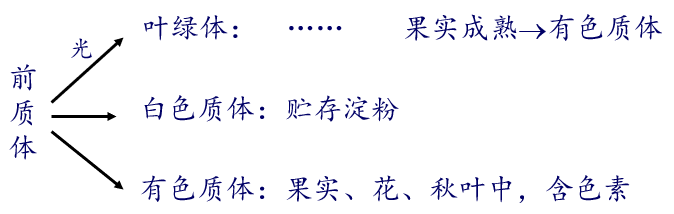 叶绿体： …… 果实成熟→有色质体
光
前质体
白色质体：贮存淀粉
有色质体：果实、花、秋叶中，含色素